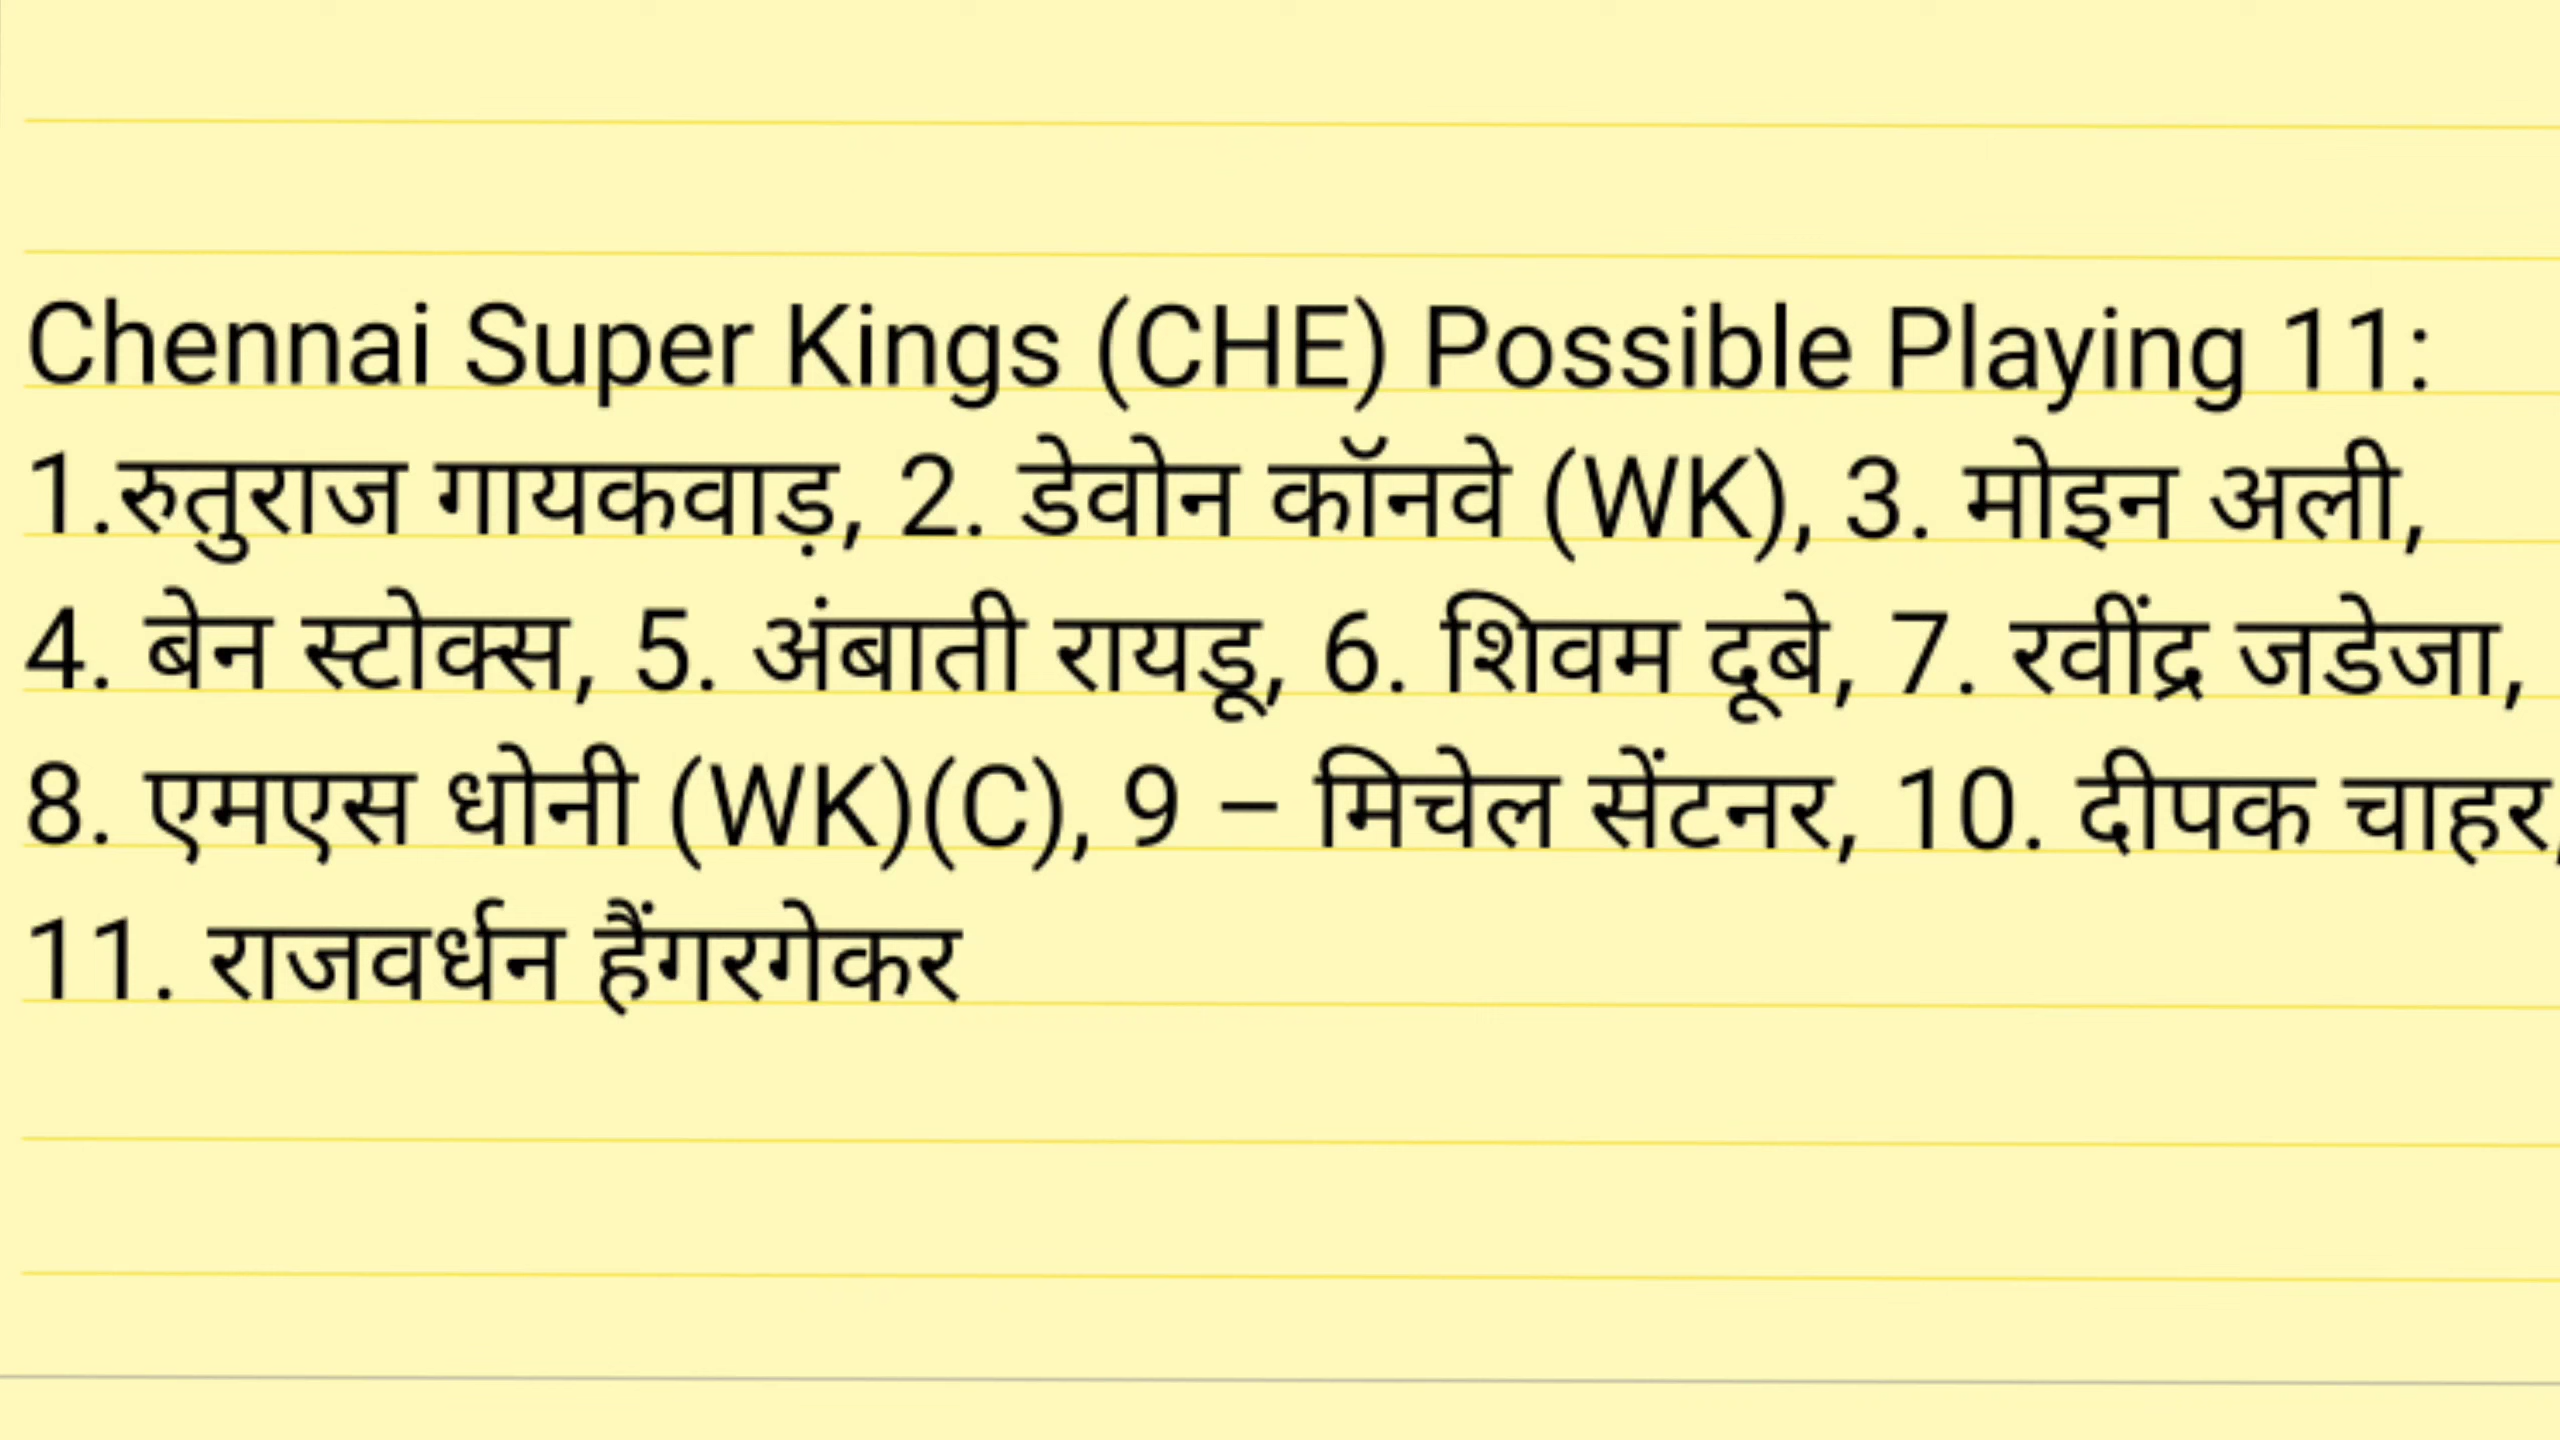 Chennai Super Kings (CHE) Possible Playing 11:
1.रुतुराज गायकवाड़, 2. डेवोन कॉनवे (WK), 3. मोइन अली,
4. बेन स्टोक्स, 5. अंबाती रायडू, 6. शिवम दूबे, 7. रवींद्र जडेजा,
8. एमएस धोनी (WK)(C), 9 – मिचेल सेंटनर, 10. दीपक चाहर,
11. राजवर्धन हैंगरगेकर